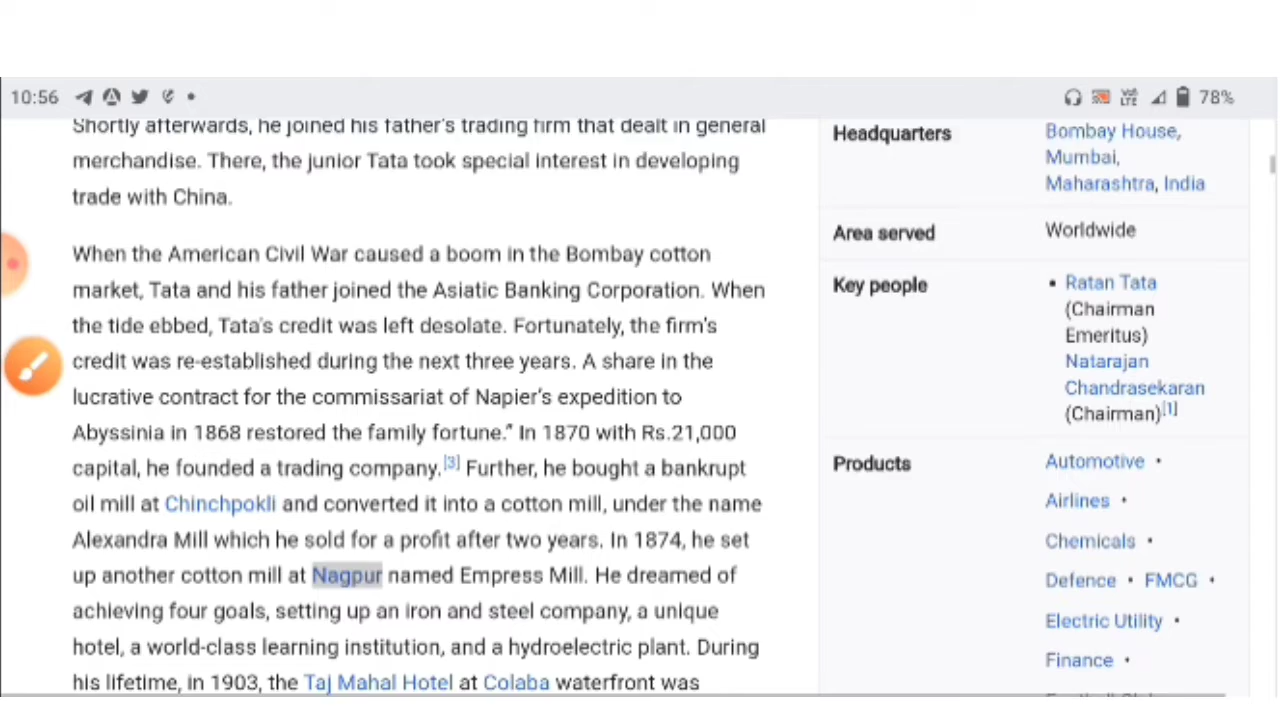 10:56
78%
Shortly afterwards, he joined his father's trading firm that dealt in general
merchandise. There, the junior Tata took special interest in developing
trade with China.
When the American Civil War caused a boom in the Bombay cotton
market, Tata and his father joined the Asiatic Banking Corporation. When
the tide ebbed, Tata's credit was left desolate. Fortunately, the firm's
credit was re-established during the next three years. A share in the
lucrative contract for the commissariat of Napier's expedition to
Abyssinia in 1868 restored the family fortune." In 1870 with Rs.21,000
capital, he founded a trading company.[3] Further, he bought a bankrupt
oil mill at Chinchpokli and converted it into a cotton mill, under the name
Alexandra Mill which he sold for a profit after two years. In 1874, he set
up another cotton mill at Nagpur named Empress Mill. He dreamed of
achieving four goals, setting up an iron and steel company, a unique
hotel, a world-class learning institution, and a hydroelectric plant. During
his lifetime, in 1903, the Taj Mahal Hotel at Colaba waterfront was
Headquarters
Bombay House,
Mumbai,
Maharashtra, India
Area served
Worldwide
Key people
• Ratan Tata
(Chairman
Emeritus)
Natarajan
Chandrasekaran
(Chairman)[1]
Products
Automotive •
Airlines •
Chemicals •
Defence • FMCG •
Electric Utility •
Finance •